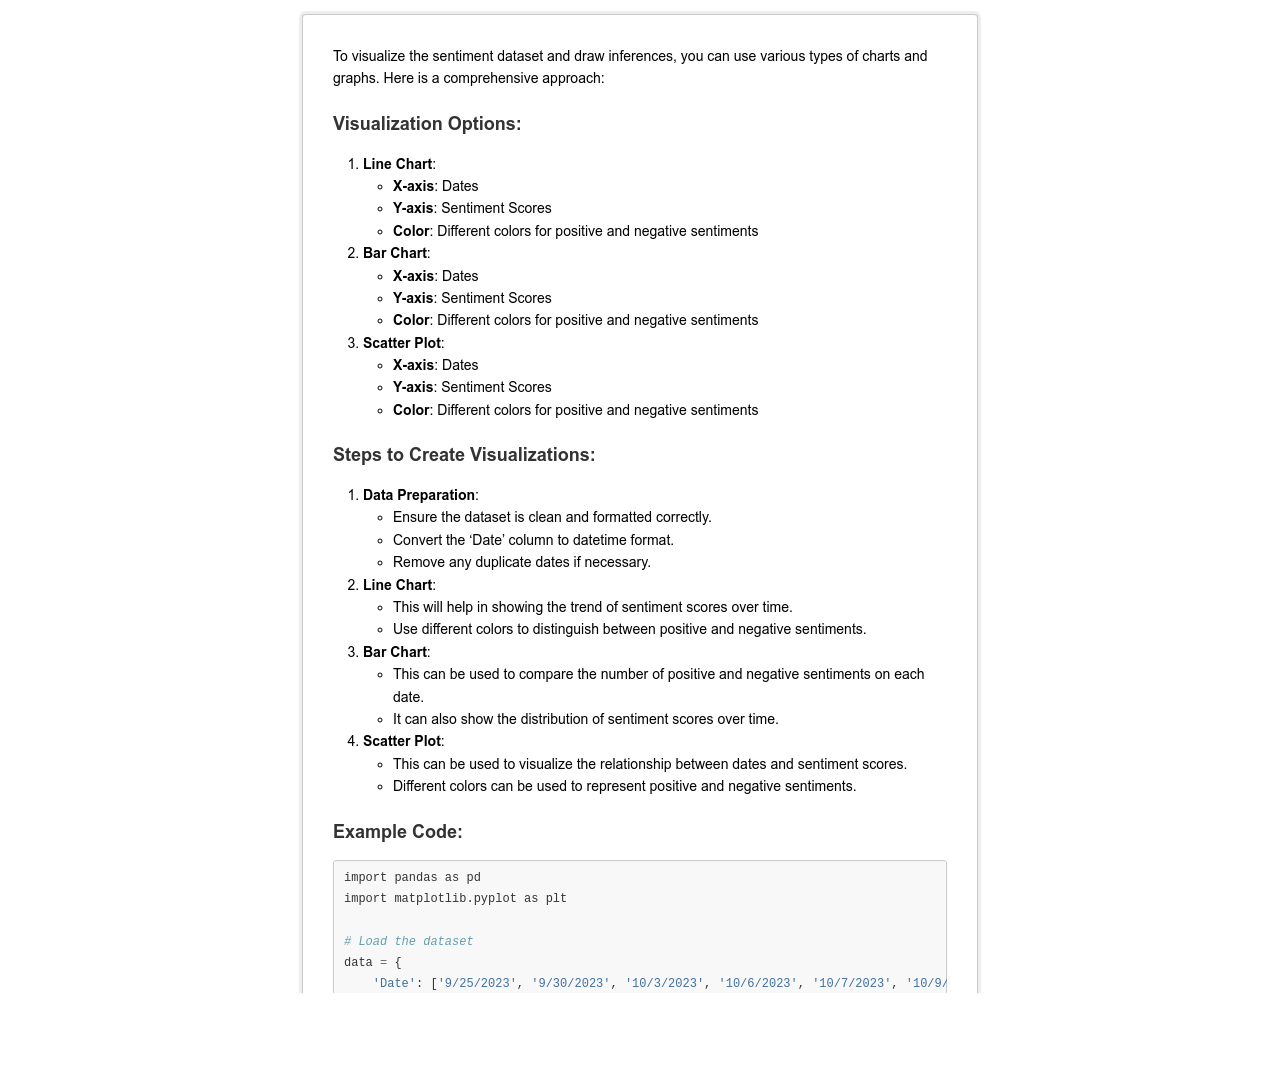 To visualize the sentiment dataset and draw inferences, you can use various types of charts and
graphs. Here is a comprehensive approach:
Visualization Options:
1. Line Chart:
◦ X-axis: Dates
◦ Y-axis: Sentiment Scores
◦ Color: Different colors for positive and negative sentiments
2. Bar Chart:
◦ X-axis: Dates
◦ Y-axis: Sentiment Scores
◦ Color: Different colors for positive and negative sentiments
3. Scatter Plot:
◦ X-axis: Dates
◦ Y-axis: Sentiment Scores
◦ Color: Different colors for positive and negative sentiments
Steps to Create Visualizations:
1. Data Preparation:
◦ Ensure the dataset is clean and formatted correctly.
◦ Convert the ‘Date’ column to datetime format.
◦ Remove any duplicate dates if necessary.
2. Line Chart:
◦ This will help in showing the trend of sentiment scores over time.
◦ Use different colors to distinguish between positive and negative sentiments.
3. Bar Chart:
◦ This can be used to compare the number of positive and negative sentiments on each
date.
◦ It can also show the distribution of sentiment scores over time.
4. Scatter Plot:
◦ This can be used to visualize the relationship between dates and sentiment scores.
◦ Different colors can be used to represent positive and negative sentiments.
Example Code:
import pandas as pd
import matplotlib.pyplot as plt
# Load the dataset
data = {
'Date': ['9/25/2023', '9/30/2023', '10/3/2023', '10/6/2023', '10/7/2023', '10/9/